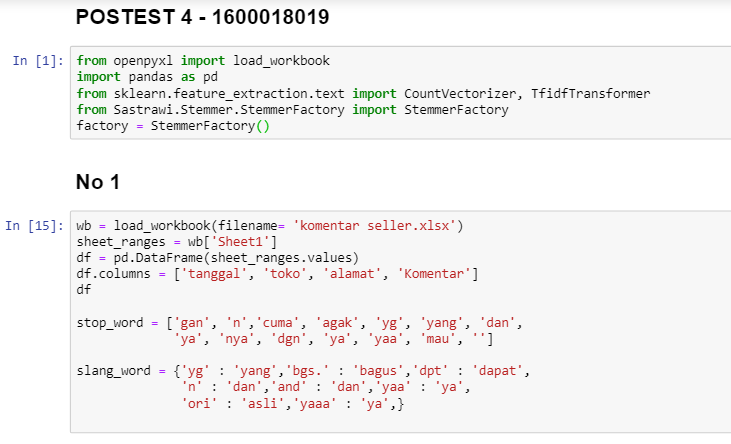 POSTEST 4 - 1600018019
In [1]: from openpyxl import load_workbook
import pandas as pd
from sklearn.feature_extraction.text import CountVectorizer, TfidfTransformer
from Sastrawi.Stemmer.StemmerFactory import StemmerFactory
factory = StemmerFactory()
No 1
In [15]: wb = load_workbook(filename= 'komentar seller.xlsx')
sheet_ranges = wb['Sheet1']
df = pd.DataFrame(sheet_ranges.values)
df.columns = ['tanggal', 'toko', 'alamat', 'Komentar']
df
stop_word = ['gan', 'n','cuma', 'agak', 'yg', 'yang', 'dan',
'ya', 'nya', 'dgn', 'ya', 'yaa', 'mau', '']
slang_word = {'yg' : 'yang','bgs.' : 'bagus','dpt' : 'dapat',
'n' : 'dan','and' : 'dan','yaa' : 'ya',
'ori' : 'asli','yaaa' : 'ya',}